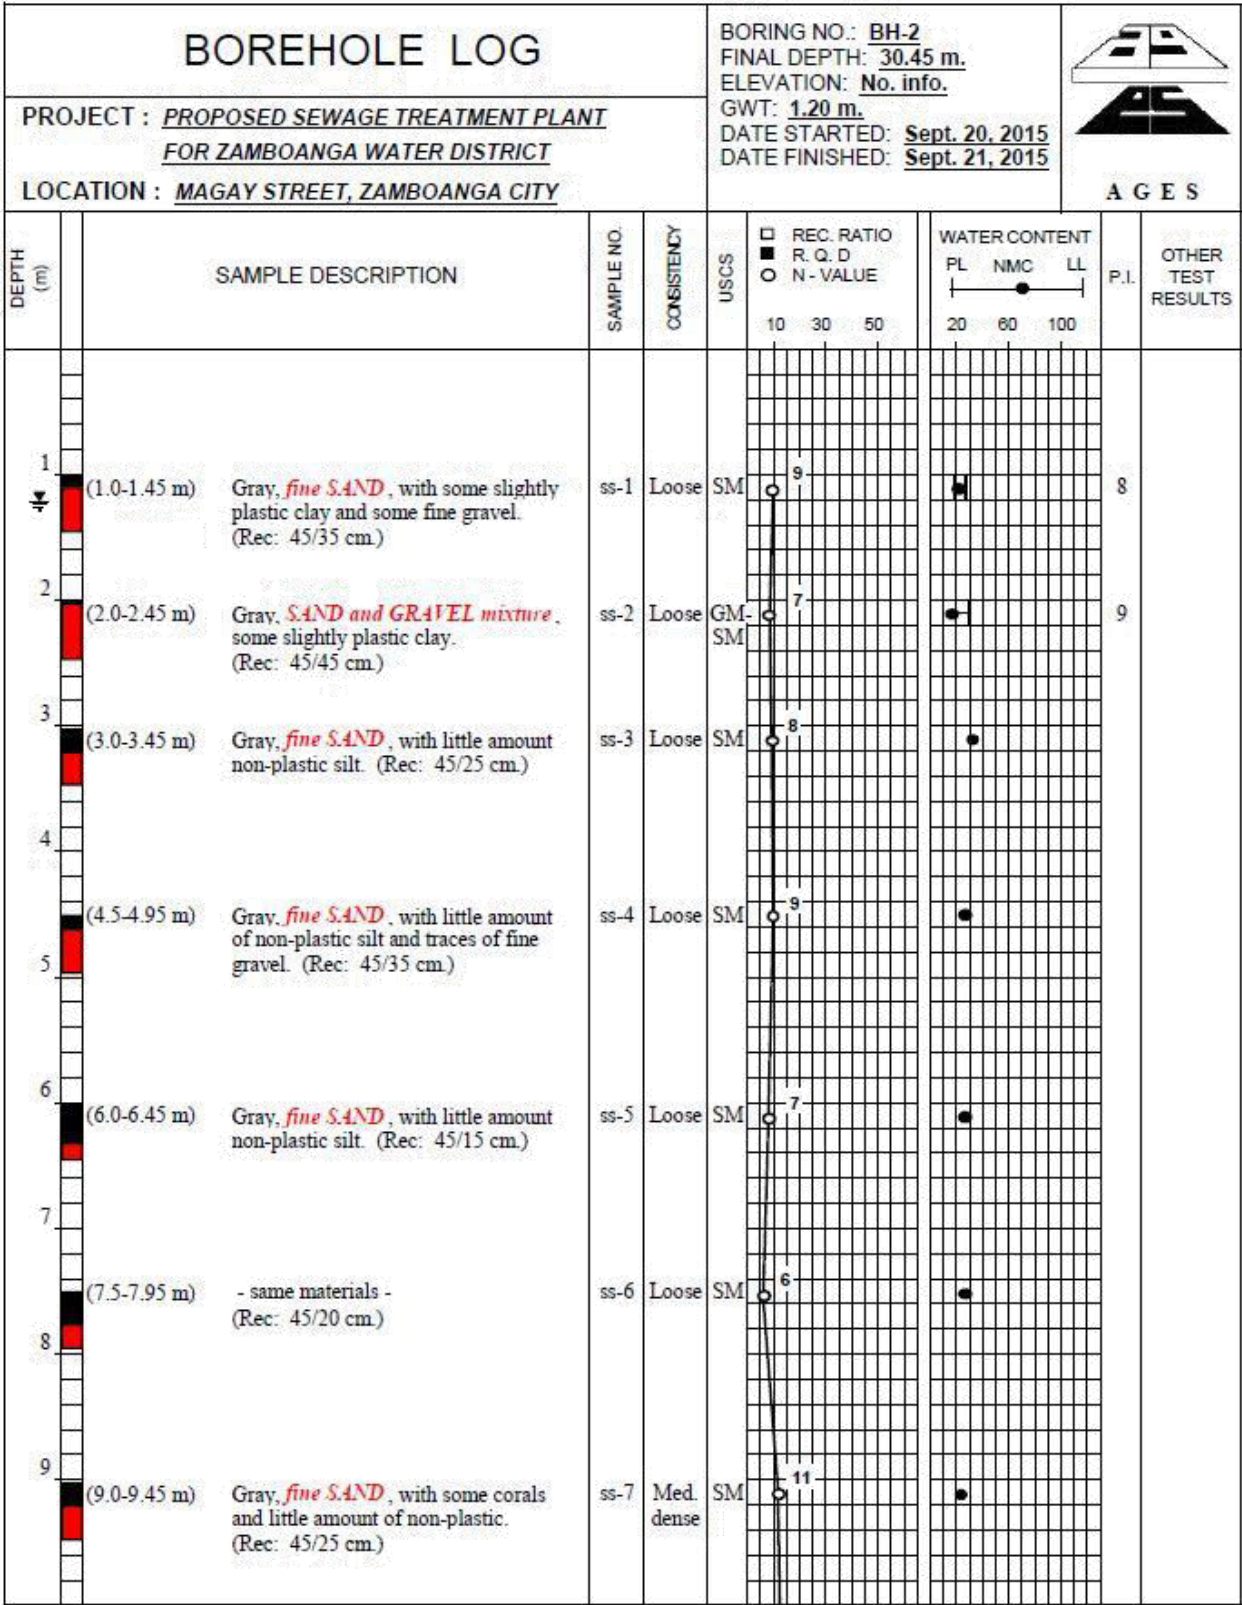 BOREHOLE LOG
PROJECT : PROPOSED SEWAGE TREATMENT PLANT
FOR ZAMBOANGA WATER DISTRICT
LOCATION : MAGAY STREET, ZAMBOANGA CITY
BORING NO.: BH-2
FINAL DEPTH: 30.45 m.
ELEVATION: No. info.
GWT: 1.20 m.
DATE STARTED: Sept. 20, 2015
DATE FINISHED: Sept. 21, 2015
A G E S
DEPTH (m)
SAMPLE DESCRIPTION
SAMPLE NO.
CONSISTENCY
USCS
REC. RATIO
R. Q. D
N - VALUE
10 30 50
WATER CONTENT
PL NMC LL
20 60 100
P.I.
OTHER
TEST
RESULTS
1
(1.0-1.45 m) Gray, fine SAND, with some slightly ss-1 Loose SM 9 8
plastic clay and some fine gravel.
(Rec: 45/35 cm.)
2
(2.0-2.45 m) Gray, SAND and GRAVEL mixture, ss-2 Loose GM- 7 9
some slightly plastic clay. SM
(Rec: 45/45 cm.)
3
(3.0-3.45 m) Gray, fine SAND, with little amount ss-3 Loose SM 8
non-plastic silt. (Rec: 45/25 cm.)
4
(4.5-4.95 m) Gray, fine SAND, with little amount ss-4 Loose SM 9
of non-plastic silt and traces of fine
5 gravel. (Rec: 45/35 cm.)
6
(6.0-6.45 m) Gray, fine SAND, with little amount ss-5 Loose SM 7
non-plastic silt. (Rec: 45/15 cm.)
7
(7.5-7.95 m) - same materials - ss-6 Loose SM 6
(Rec: 45/20 cm.)
8
9
(9.0-9.45 m) Gray, fine SAND, with some corals ss-7 Med. SM 11
and little amount of non-plastic. dense
(Rec: 45/25 cm.)